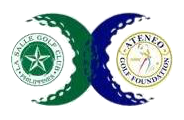 LA SALLE GOLF CLUB
PHILIPPINES
ATENEO
GOLF FOUNDATION